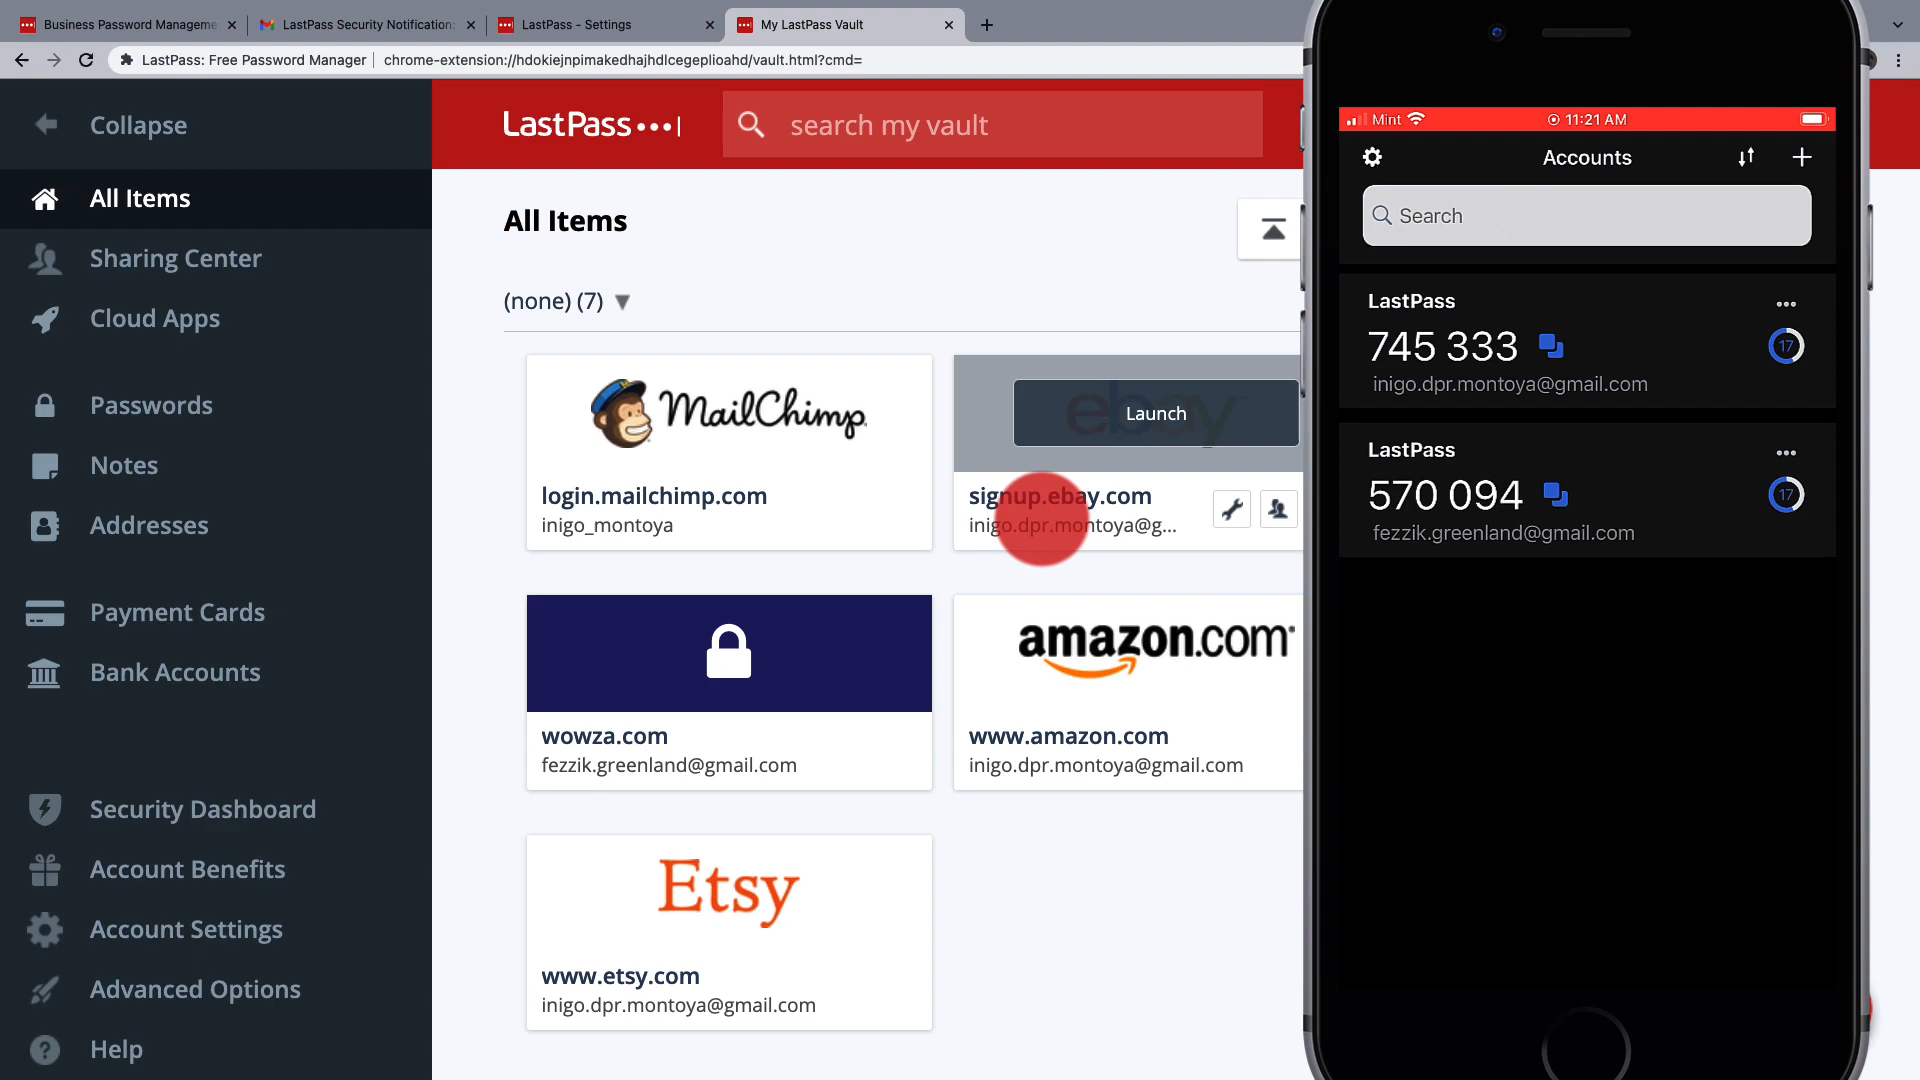 Business Password Manageme
LastPass Security Notification:
LastPass - Settings
My LastPass Vault
LastPass: Free Password Manager
chrome-extension://hdokiejnpimakedhajhdlcegeplioahd/vault.html?cmd=
Collapse
All Items
Sharing Center
Cloud Apps
Passwords
Notes
Addresses
Payment Cards
Bank Accounts
Security Dashboard
Account Benefits
Account Settings
Advanced Options
Help
LastPass
search my vault
All Items
(none) (7)
MailChimp
login.mailchimp.com
inigo_montoya
ebay
Launch
signup.ebay.com
inigo.dpr.montoya@g...
wowza.com
fezzik.greenland@gmail.com
amazon.com
www.amazon.com
inigo.dpr.montoya@gmail.com
Etsy
www.etsy.com
inigo.dpr.montoya@gmail.com
Mint
11:21 AM
Accounts
Search
LastPass
745 333
17
inigo.dpr.montoya@gmail.com
LastPass
570 094
17
fezzik.greenland@gmail.com